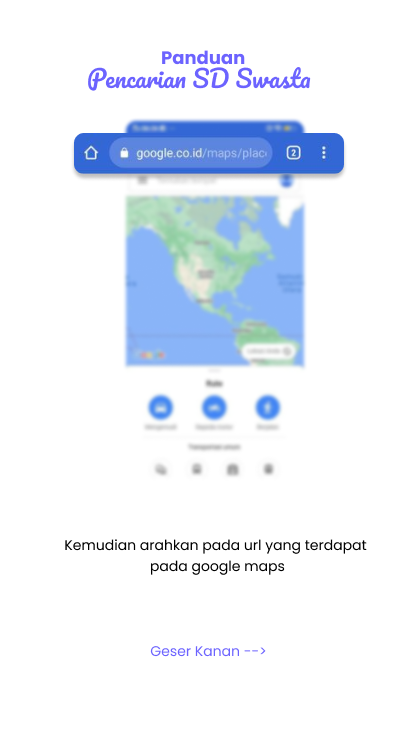 Panduan
Pencarian SD Swasta
google.co.id/maps/plac
2
Rute
Kemudian arahkan pada url yang terdapat
pada google maps
Geser Kanan -->